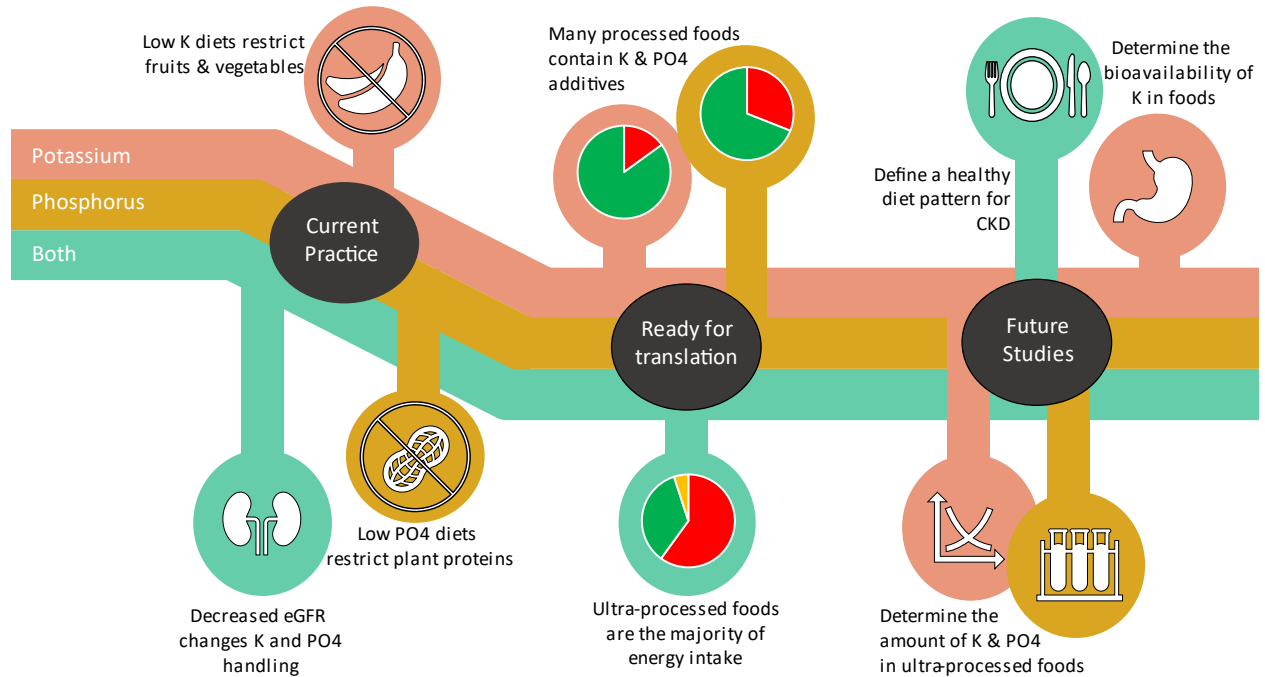 Low K diets restrict
fruits & vegetables
Many processed foods
contain K & PO4
additives
Determine the
bioavailability of
K in foods
Potassium
Phosphorus
Both
Current
Practice
Define a healthy
diet pattern for
CKD
Ready for
translation
Future
Studies
Low PO4 diets
restrict plant proteins
Decreased eGFR
changes K and PO4
handling
Ultra-processed foods
are the majority of
energy intake
Determine the
amount of K & PO4
in ultra-processed foods